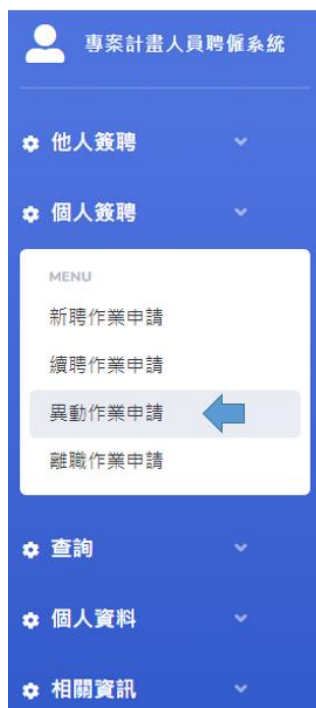 專案計畫人員聘僱系統
他人簽聘
個人簽聘
MENU
新聘作業申請
續聘作業申請
異動作業申請
離職作業申請
查詢
個人資料
相關資訊